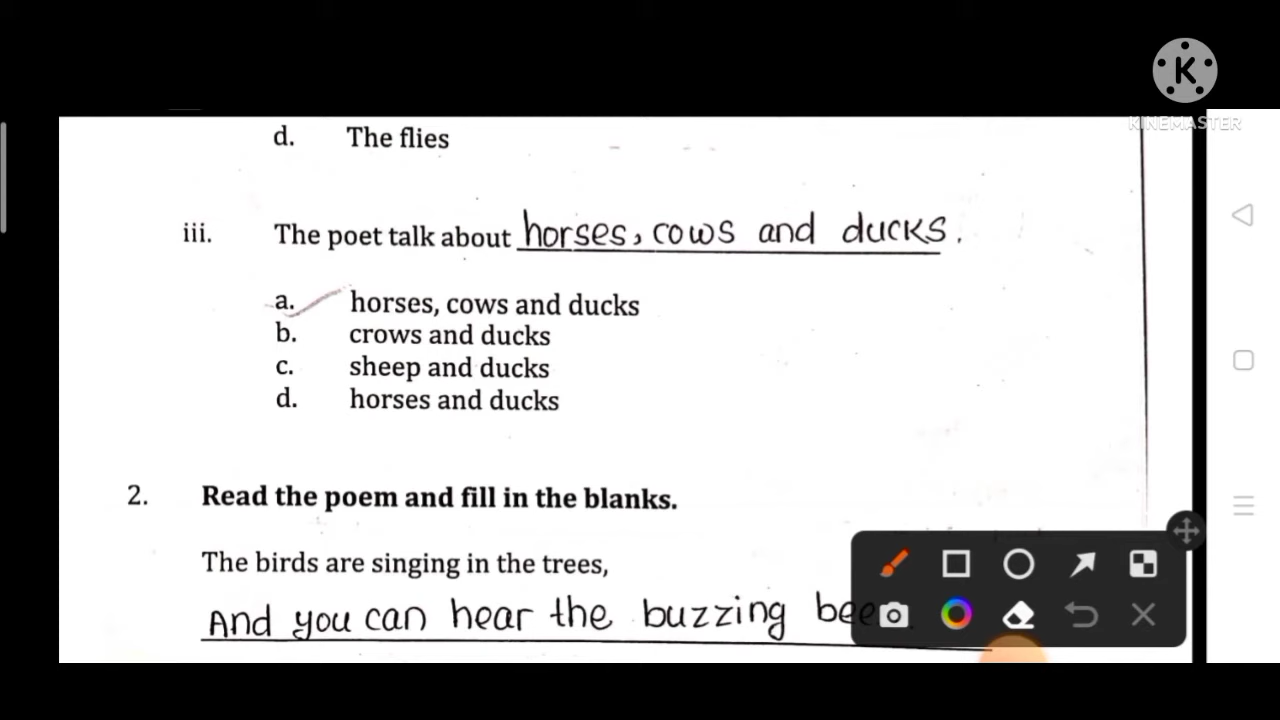 K
KINEMASTER
d. The flies
iii. The poet talk about horses, cows and ducks.
a. horses, cows and ducks
b. crows and ducks
c. sheep and ducks
d. horses and ducks
2. Read the poem and fill in the blanks.
The birds are singing in the trees,
And you can hear the buzzing